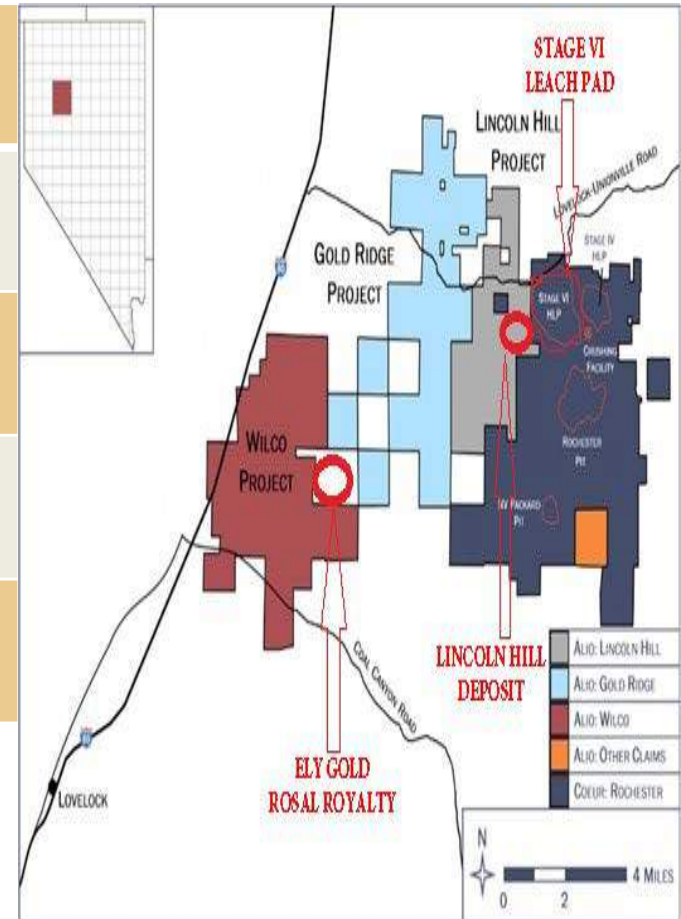 STAGE VI
LEACH PAD
LINCOLN HILL
PROJECT
LOVELOCK-UNIONVILLE ROAD
STAGE IV
HLP
GOLD RIDGE
PROJECT
STAGE VI
HLP
CRUSHING
FACILITY
ROCHESTER
PIT
WILCO
PROJECT
PACKARD
PIT
COAL CANYON ROAD
LINCOLN HILL
DEPOSIT
ELY GOLD
ROSAL ROYALTY
LOVELOCK
ALIO: LINCOLN HILL
ALIO: GOLD RIDGE
ALIO: WILCO
ALIO: OTHER CLAIMS
COEUR: ROCHESTER
N
0 2 4 MILES